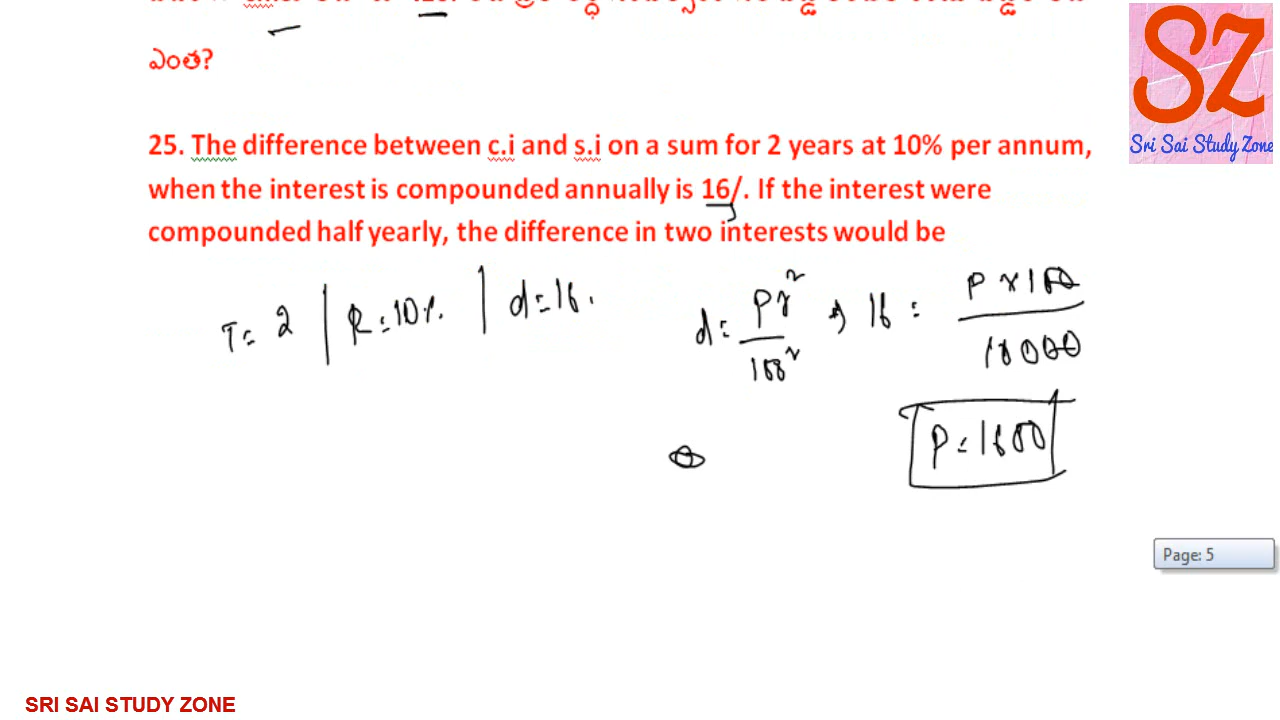 ఎంత?
SZ
Sri Sai Study Zone
25. The difference between c.i and s.i on a sum for 2 years at 10% per annum,
when the interest is compounded annually is 16/. If the interest were
compounded half yearly, the difference in two interests would be
T= 2 | R=10%. | d=16.
d= Pr² / 100² ⇒ 16 = P×100 / 10000
P=1600
Page: 5
SRI SAI STUDY ZONE